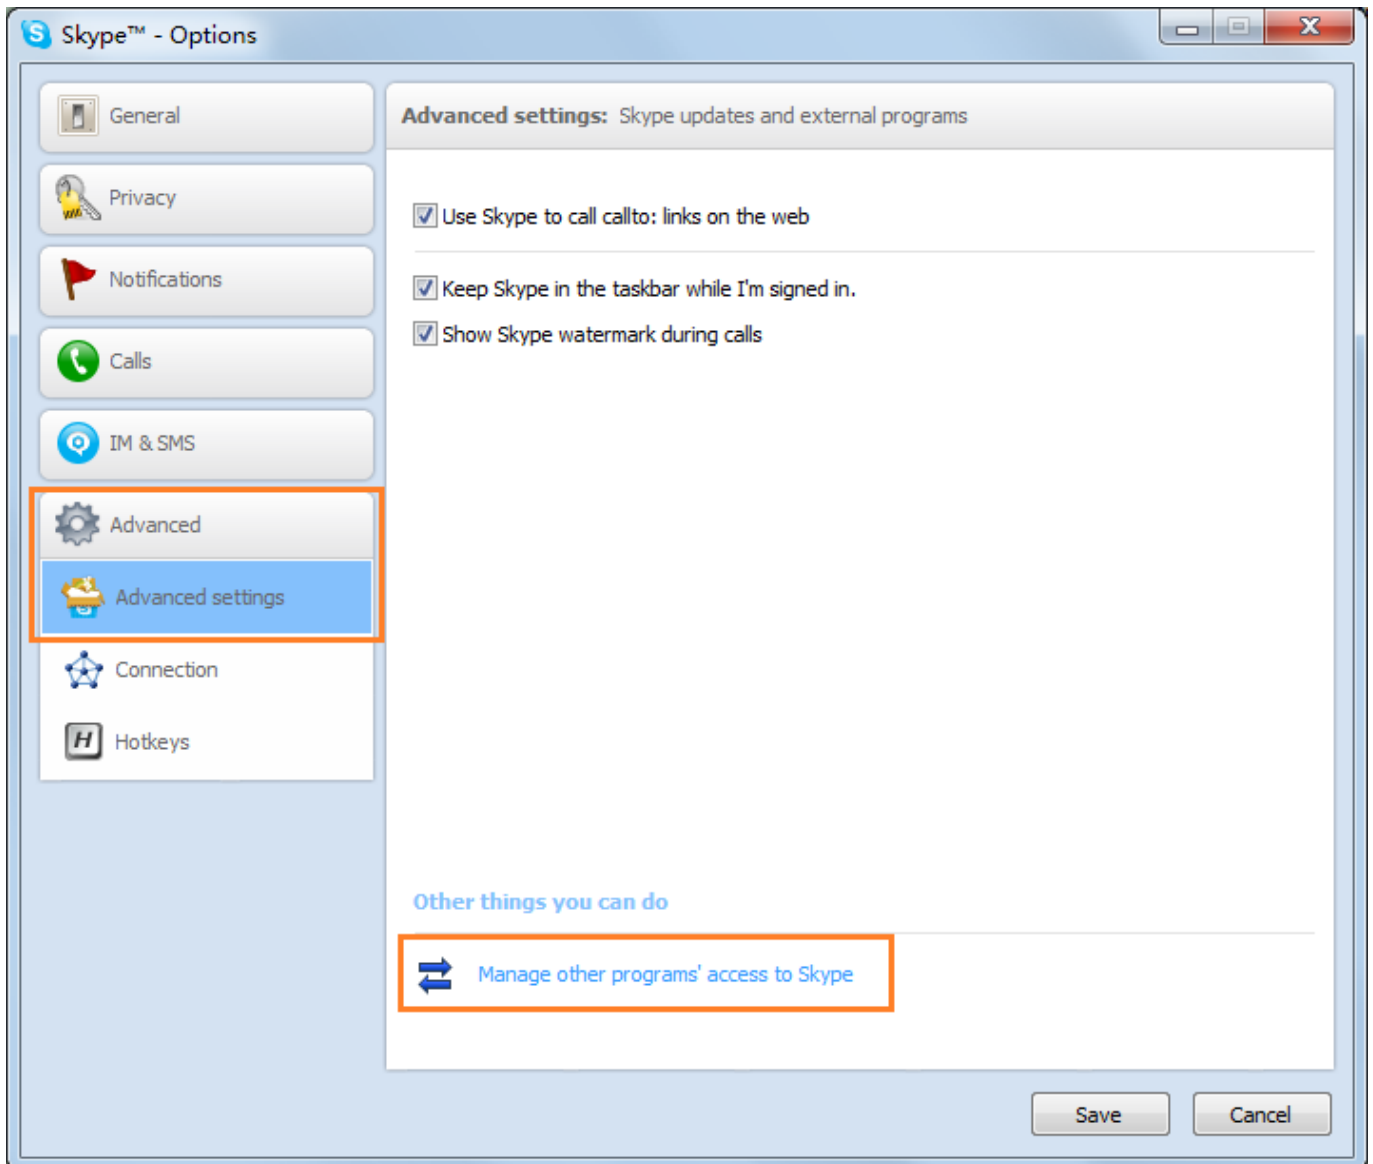 Skype™ - Options
General
Privacy
Notifications
Calls
IM & SMS
Advanced
Advanced settings
Connection
Hotkeys
Advanced settings: Skype updates and external programs
Use Skype to call callto: links on the web
Keep Skype in the taskbar while I'm signed in.
Show Skype watermark during calls
Other things you can do
Manage other programs' access to Skype
Save
Cancel